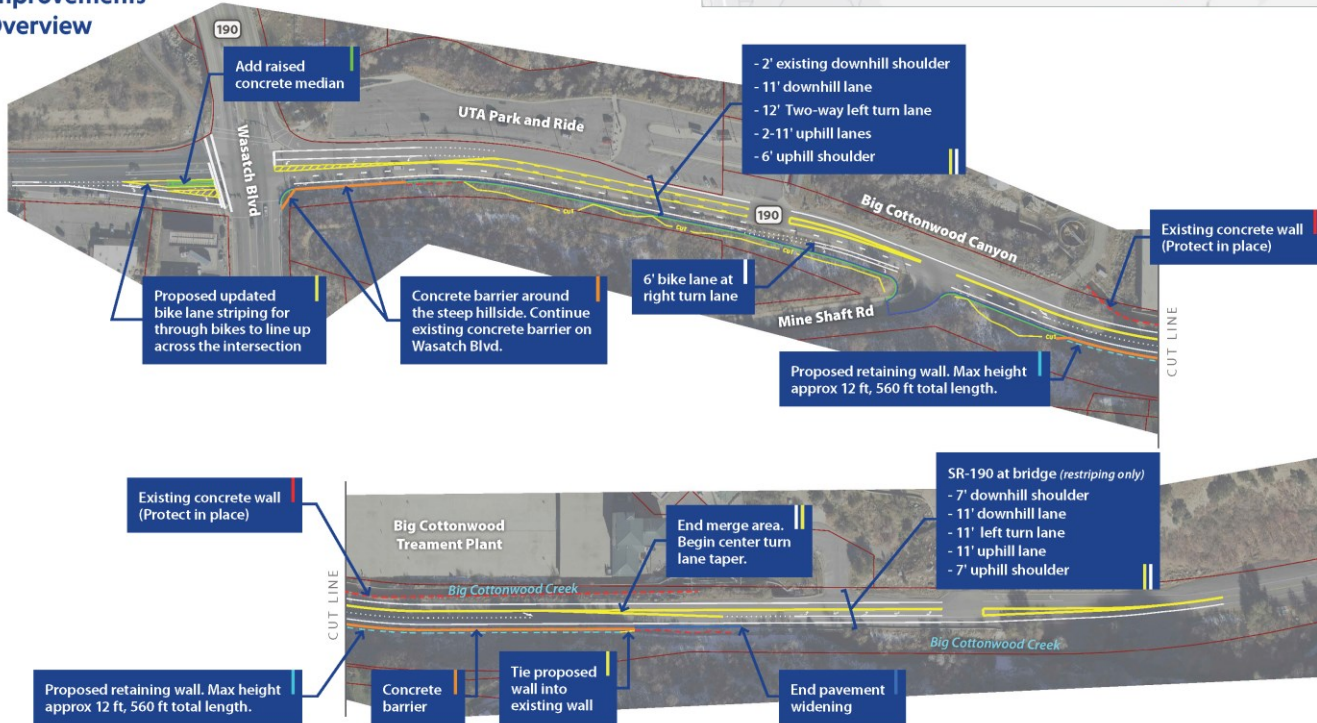 mprovements
Overview
190
Add raised
concrete median
Wasatch Blvd
UTA Park and Ride
- 2' existing downhill shoulder
- 11' downhill lane
- 12' Two-way left turn lane
- 2-11' uphill lanes
- 6' uphill shoulder
190
Big Cottonwood Canyon
Existing concrete wall
(Protect in place)
Proposed updated
bike lane striping for
through bikes to line up
across the intersection
Concrete barrier around
the steep hillside. Continue
existing concrete barrier on
Wasatch Blvd.
CUT
CUT
CUT
6' bike lane at
right turn lane
Mine Shaft Rd
CUT
Proposed retaining wall. Max height
approx 12 ft, 560 ft total length.
CUT LINE
Existing concrete wall
(Protect in place)
Big Cottonwood
Treament Plant
End merge area.
Begin center turn
lane taper.
SR-190 at bridge (restriping only)
- 7' downhill shoulder
- 11' downhill lane
- 11' left turn lane
- 11' uphill lane
- 7' uphill shoulder
Big Cottonwood Creek
CUT LINE
Big Cottonwood Creek
Proposed retaining wall. Max height
approx 12 ft, 560 ft total length.
Concrete
barrier
Tie proposed
wall into
existing wall
End pavement
widening